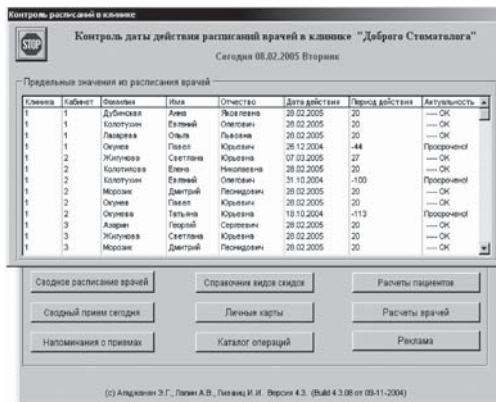 Контроль расписаний в клинике
STOP
Контроль даты действия расписаний врачей в клинике "Доброго Стоматолога"
Сегодня 08.02.2005 Вторник
Предельные значения из расписания врачей
Клиника Кабинет Фамилия Имя Отчество Дата действия Период действия Актуальность
1 1 Дубинская Анна Яковлевна 28.02.2005 20 ---- OK
1 1 Колотухин Евгений Олегович 28.02.2005 20 ---- OK
1 1 Лазарева Ольга Львовна 28.02.2005 20 ---- OK
1 1 Окунев Павел Юрьевич 26.12.2004 -44 Просрочено!
1 2 Жилунова Светлана Юрьевна 07.03.2005 27 ---- OK
1 2 Колотилова Елена Николаевна 28.02.2005 20 ---- OK
1 2 Колотухин Евгений Олегович 31.10.2004 -100 Просрочено!
1 2 Морозик Дмитрий Леонидович 28.02.2005 20 ---- OK
1 2 Окунев Павел Юрьевич 28.02.2005 20 ---- OK
1 2 Окунева Татьяна Юрьевна 18.10.2004 -113 Просрочено!
1 3 Азарин Георгий Сергеевич 28.02.2005 20 ---- OK
1 3 Жилунова Светлана Юрьевна 28.02.2005 20 ---- OK
1 3 Морозик Дмитрий Леонидович 28.02.2005 20 ---- OK
Сводное расписание врачей Справочник видов скидок Расчеты пациентов
Сводный прием сегодня Личные карты Расчеты врачей
Напоминания о приемах Каталог операций Реклама
(c) Э.Г., Лапин А.В., И.И. Версия 4.3. (Build 4.3.08 от 09-11-2004)